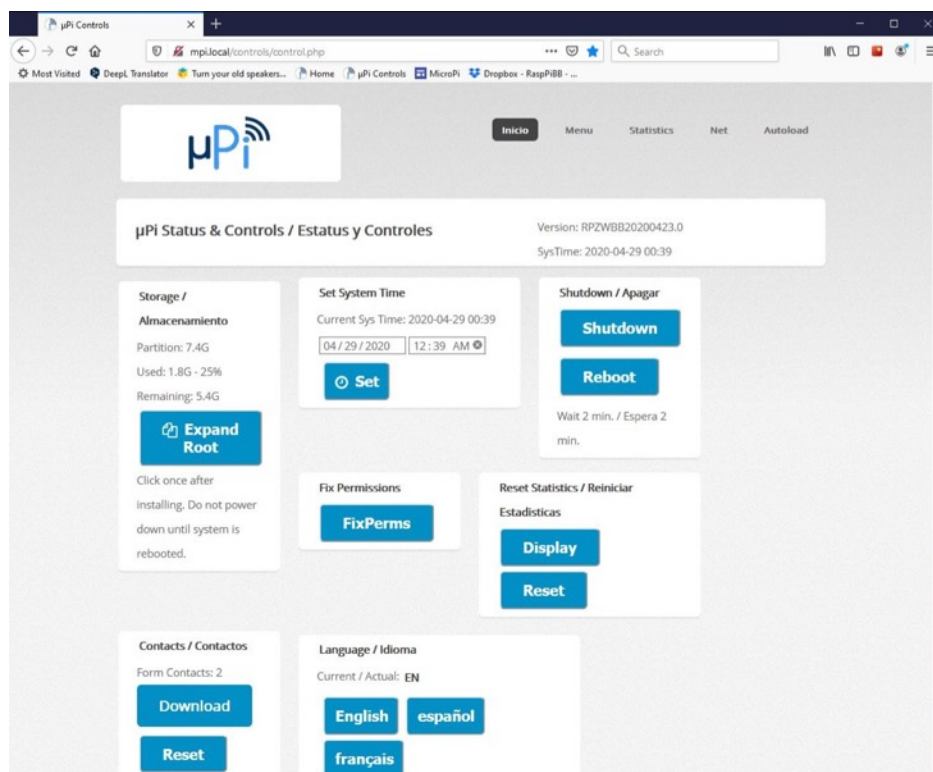 µPi Controls
mpi.local/controls/control.php
Search
Most Visited DeepL Translator Turn your old speakers... Home µPi Controls MicroPi Dropbox - RaspPiBB - ...
µPi
Inicio Menu Statistics Net Autoload
µPi Status & Controls / Estatus y Controles
Version: RPZWBB20200423.0
SysTime: 2020-04-29 00:39
Storage /
Almacenamiento
Partition: 7.4G
Used: 1.8G - 25%
Remaining: 5.4G
Expand
Root
Click once after
installing. Do not power
down until system is
rebooted.
Set System Time
Current Sys Time: 2020-04-29 00:39
04/29/2020 12:39 AM
Set
Shutdown / Apagar
Shutdown
Reboot
Wait 2 min. / Espera 2
min.
Fix Permissions
FixPerms
Reset Statistics / Reiniciar
Estadisticas
Display
Reset
Contacts / Contactos
Form Contacts: 2
Download
Reset
Language / Idioma
Current / Actual: EN
English español
français